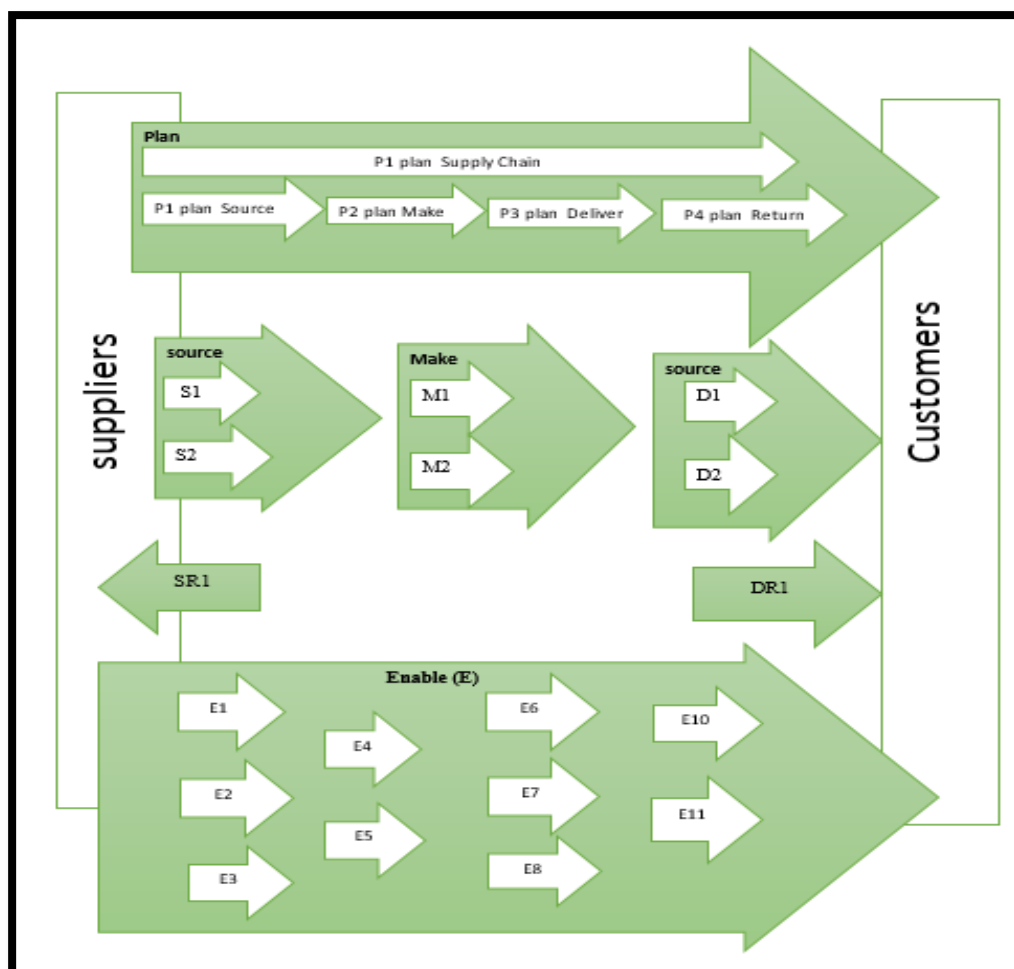 Plan
P1 plan Supply Chain
P1 plan Source
P2 plan Make
P3 plan Deliver
P4 plan Return
suppliers
Customers
source
S1
S2
Make
M1
M2
source
D1
D2
SR1
DR1
Enable (E)
E1
E2
E3
E4
E5
E6
E7
E8
E10
E11